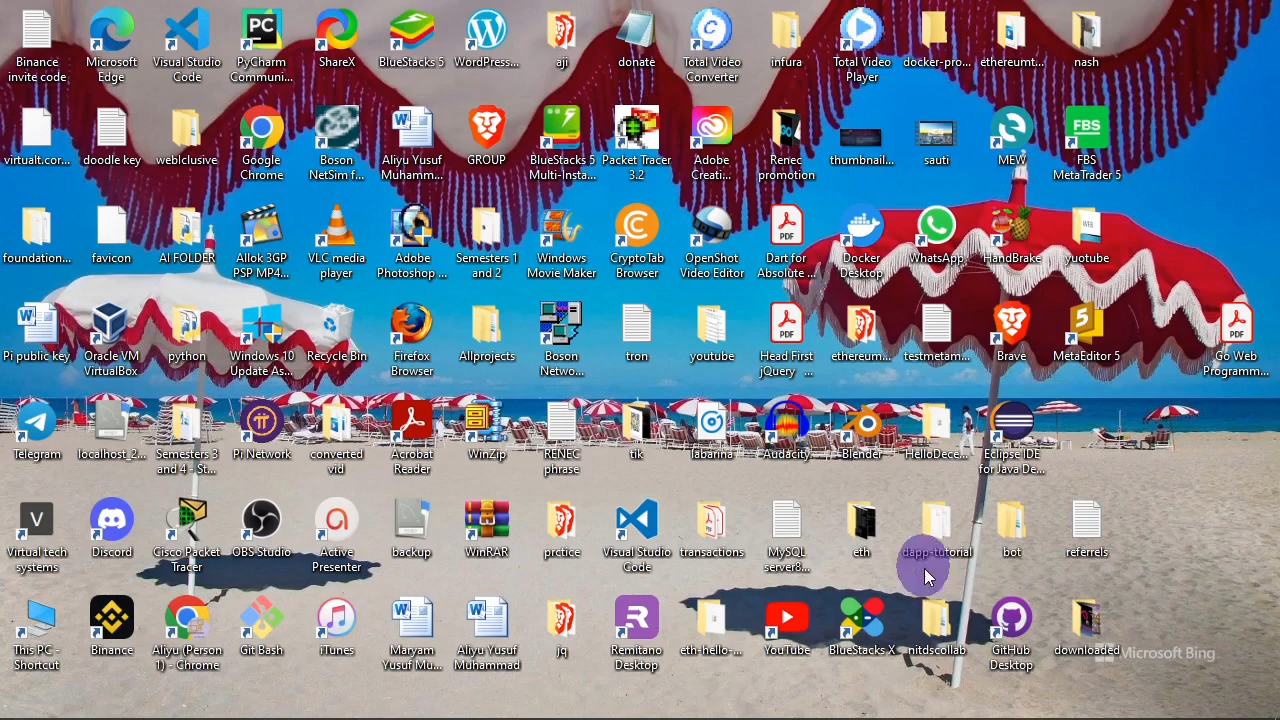 Binance
invite code
Microsoft
Edge
Visual Studio
Code
PyCharm
Communi...
ShareX
BlueStacks 5
WordPress...
aji
donate
Total Video
Converter
infura
Total Video
Player
docker-pro...
ethereumt...
nash
virtualt.cor...
doodle key
weblclusive
Google
Chrome
Boson
NetSim f...
Aliyu Yusuf
Muhamm...
GROUP
BlueStacks 5
Multi-Insta...
Packet Tracer
3.2
Adobe
Creati...
Renec
promotion
thumbnail...
sauti
MEW
FBS
FBS
MetaTrader 5
foundation...
favicon
AI FOLDER
Allok 3GP
PSP MP4...
VLC media
player
Adobe
Photoshop ...
Semesters 1
and 2
Windows
Movie Maker
CryptoTab
Browser
OpenShot
Video Editor
PDF
Dart for
Absolute ...
Docker
Desktop
WhatsApp
HandBrake
WEB
yuotube
Pi public key
Oracle VM
VirtualBox
python
Windows 10
Update As...
Recycle Bin
Firefox
Browser
Allprojects
Boson
Netwo...
tron
youtube
PDF
Head First
jQuery ...
ethereum...
testmetam...
Brave
MetaEditor 5
PDF
Go Web
Programm...
Telegram
localhost_2...
Semesters 3
and 4 - St...
Pi Network
Converted
vid
Acrobat
Reader
WinZip
RENEC
phrase
tik
labarina
Audacity
Blender
HelloDece...
Eclipse IDE
for Java De...
Virtual tech
systems
Discord
Cisco Packet
Tracer
OBS Studio
Active
Presenter
backup
WinRAR
prctice
Visual Studio
Code
transactions
MySQL
server8...
eth
dapp-tutorial
bot
referrels
This PC -
Shortcut
Binance
Aliyu (Person
1) - Chrome
Git Bash
iTunes
Maryam
Yusuf Mu...
Aliyu Yusuf
Muhammad
jq
Remitano
Desktop
eth-hello-...
YouTube
BlueStacks X
nitdscollab
GitHub
Desktop
downloaded
Microsoft Bing